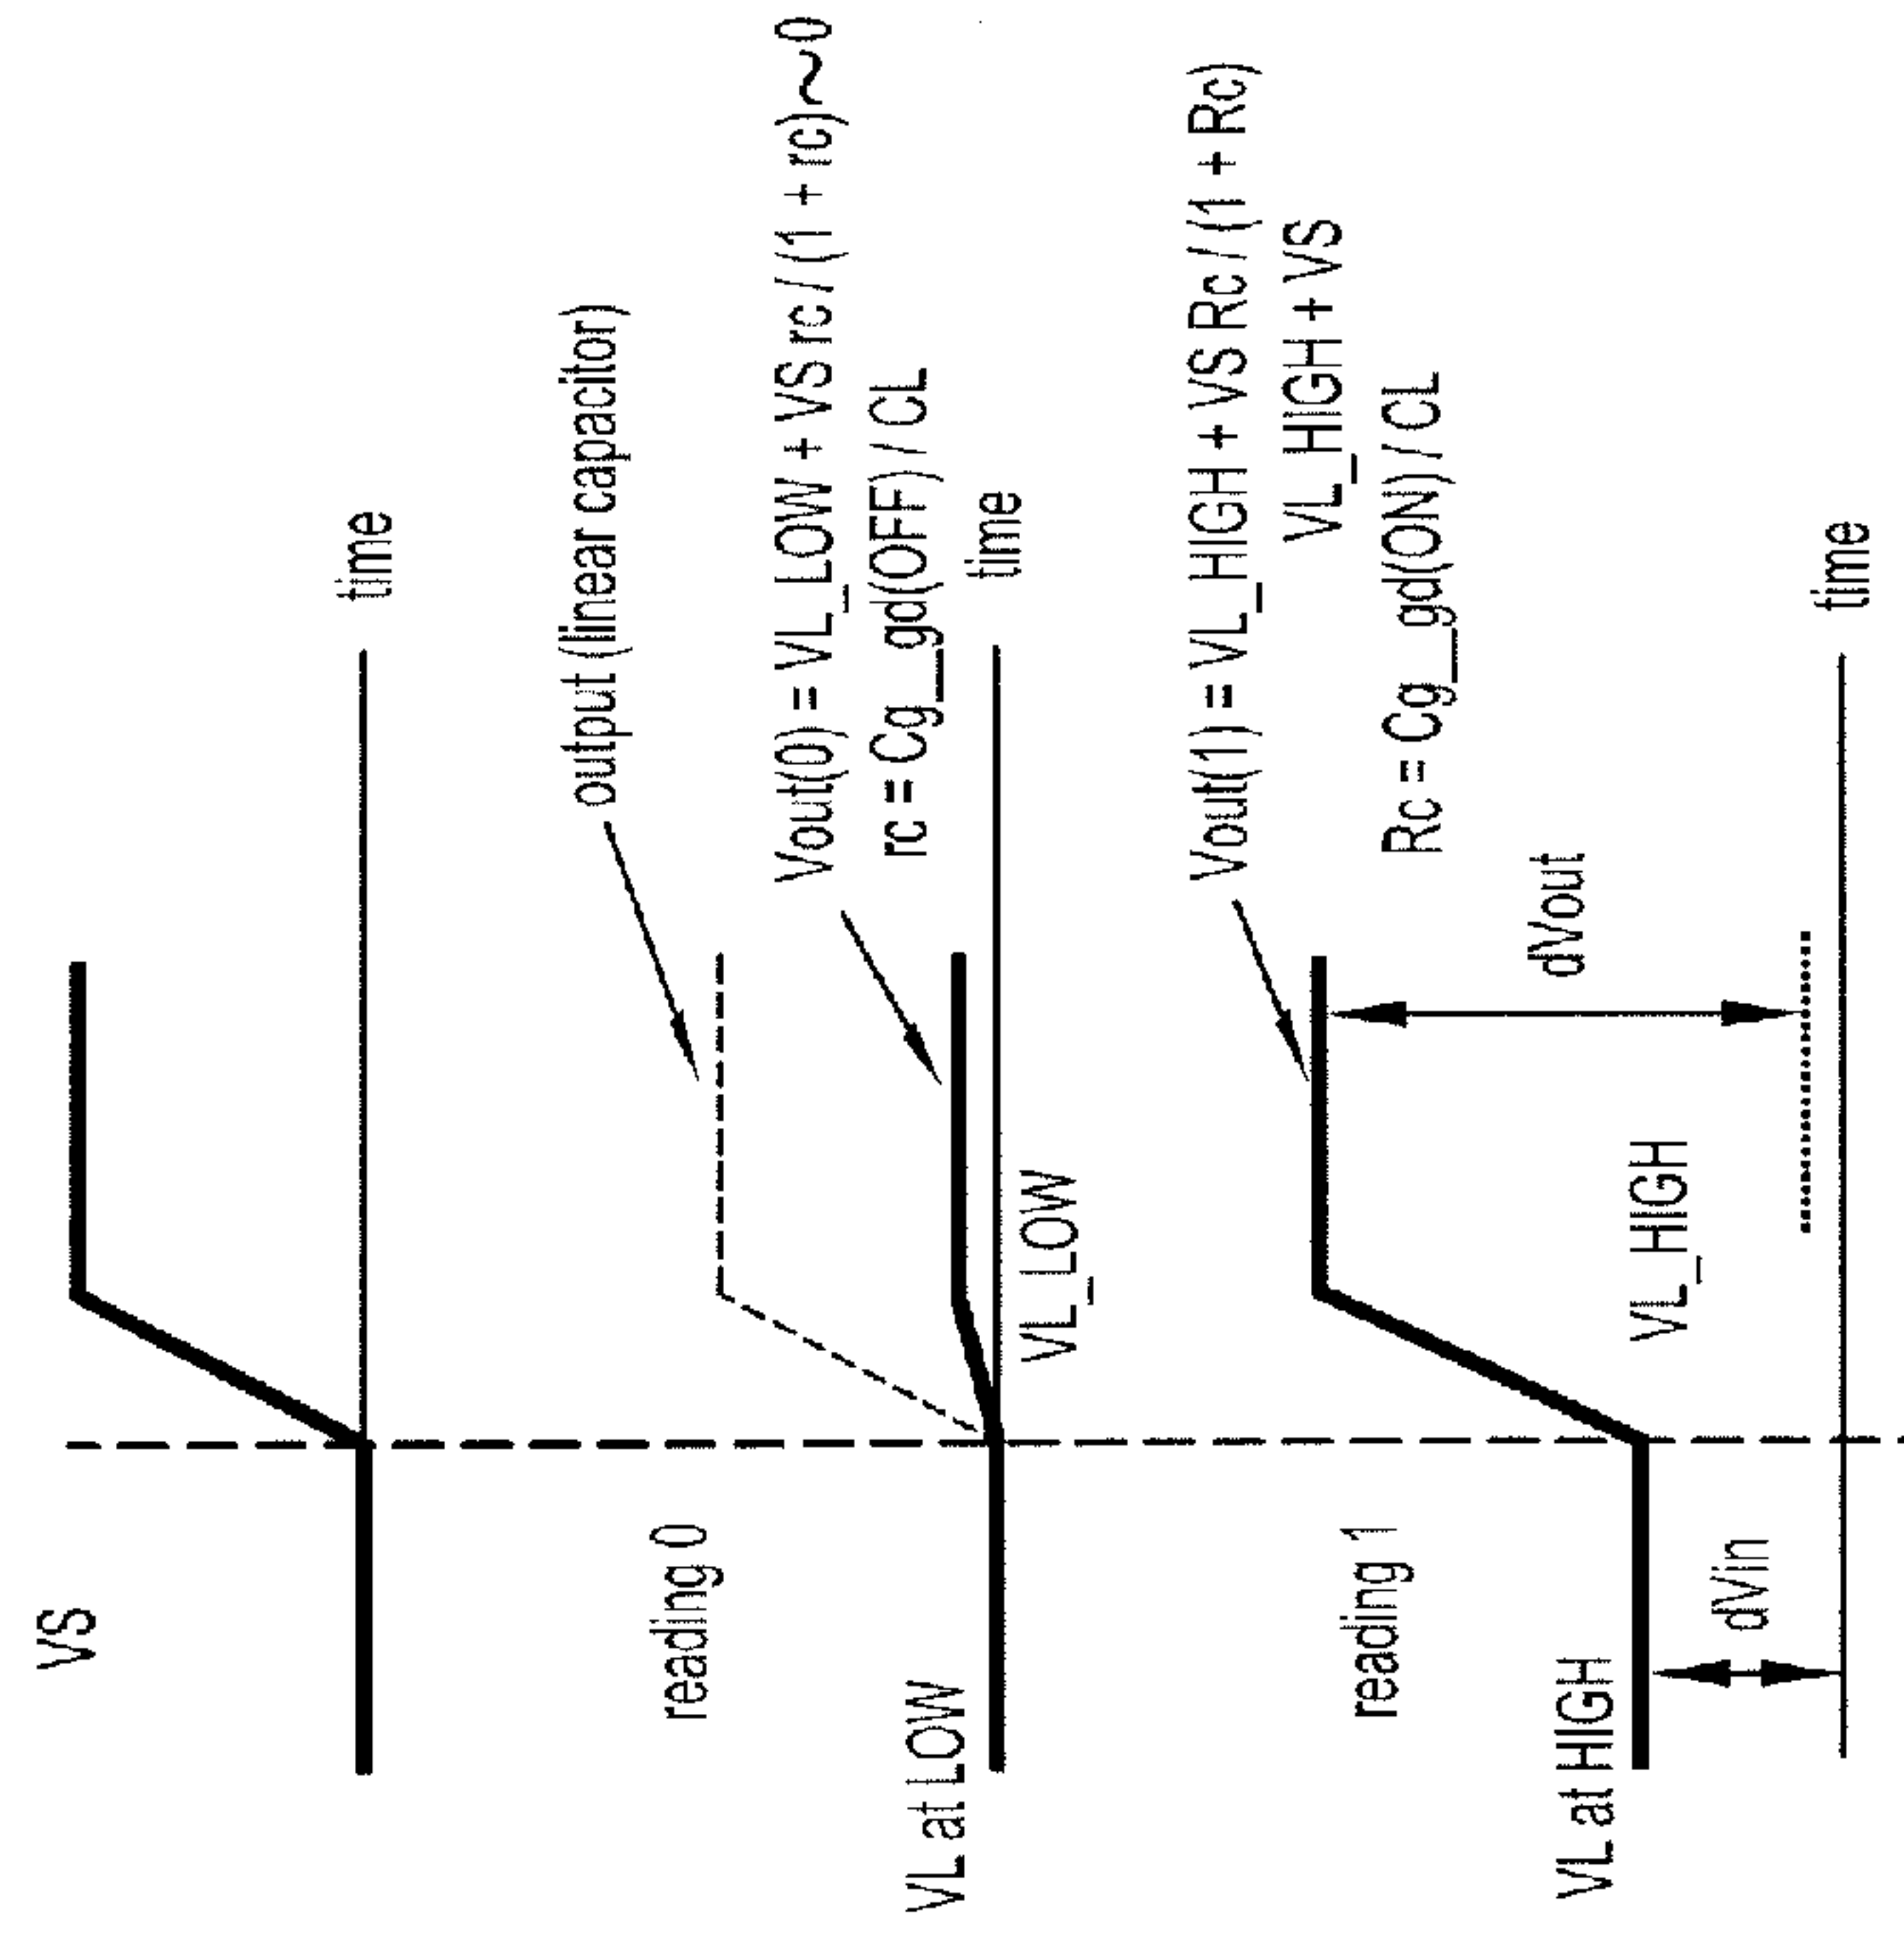 VS
time
reading 0
output (linear capacitor)
VL at LOW
Vout(0) = VL_LOW + VS rc / (1 + rc)~0
rc = Cg_gd(OFF) / CL
time
VL_LOW
reading 1
Vout(1) = VL_HIGH + VS Rc / (1 + Rc)
VL_HIGH + VS
Rc = Cg_gd(ON) / CL
VL at HIGH
dVout
VL_HIGH
dVin
time